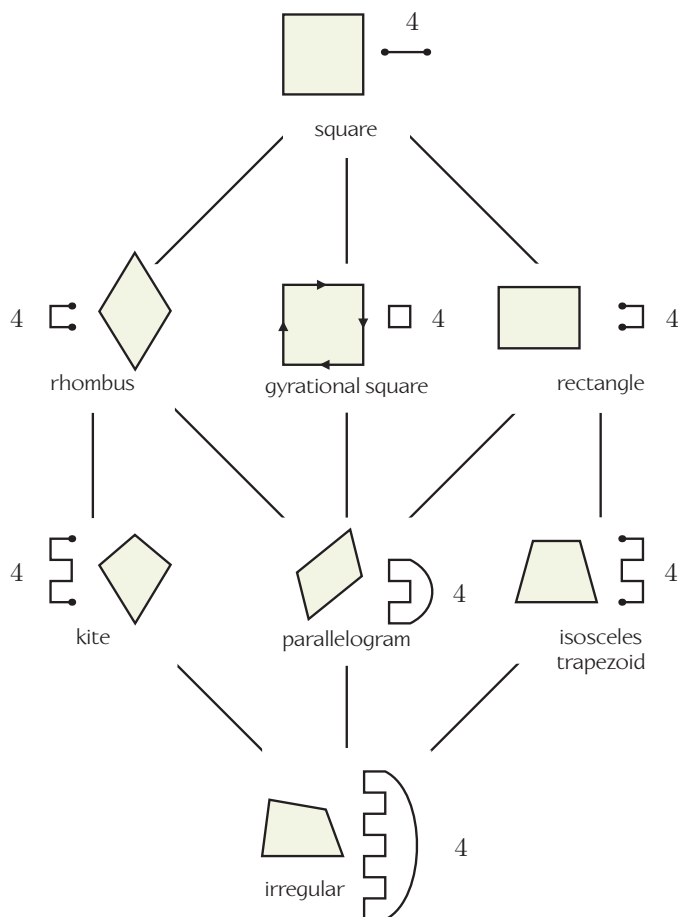 4
square
4
4
4
rhombus
gyrational square
rectangle
4
4
4
kite
parallelogram
isosceles
trapezoid
4
irregular